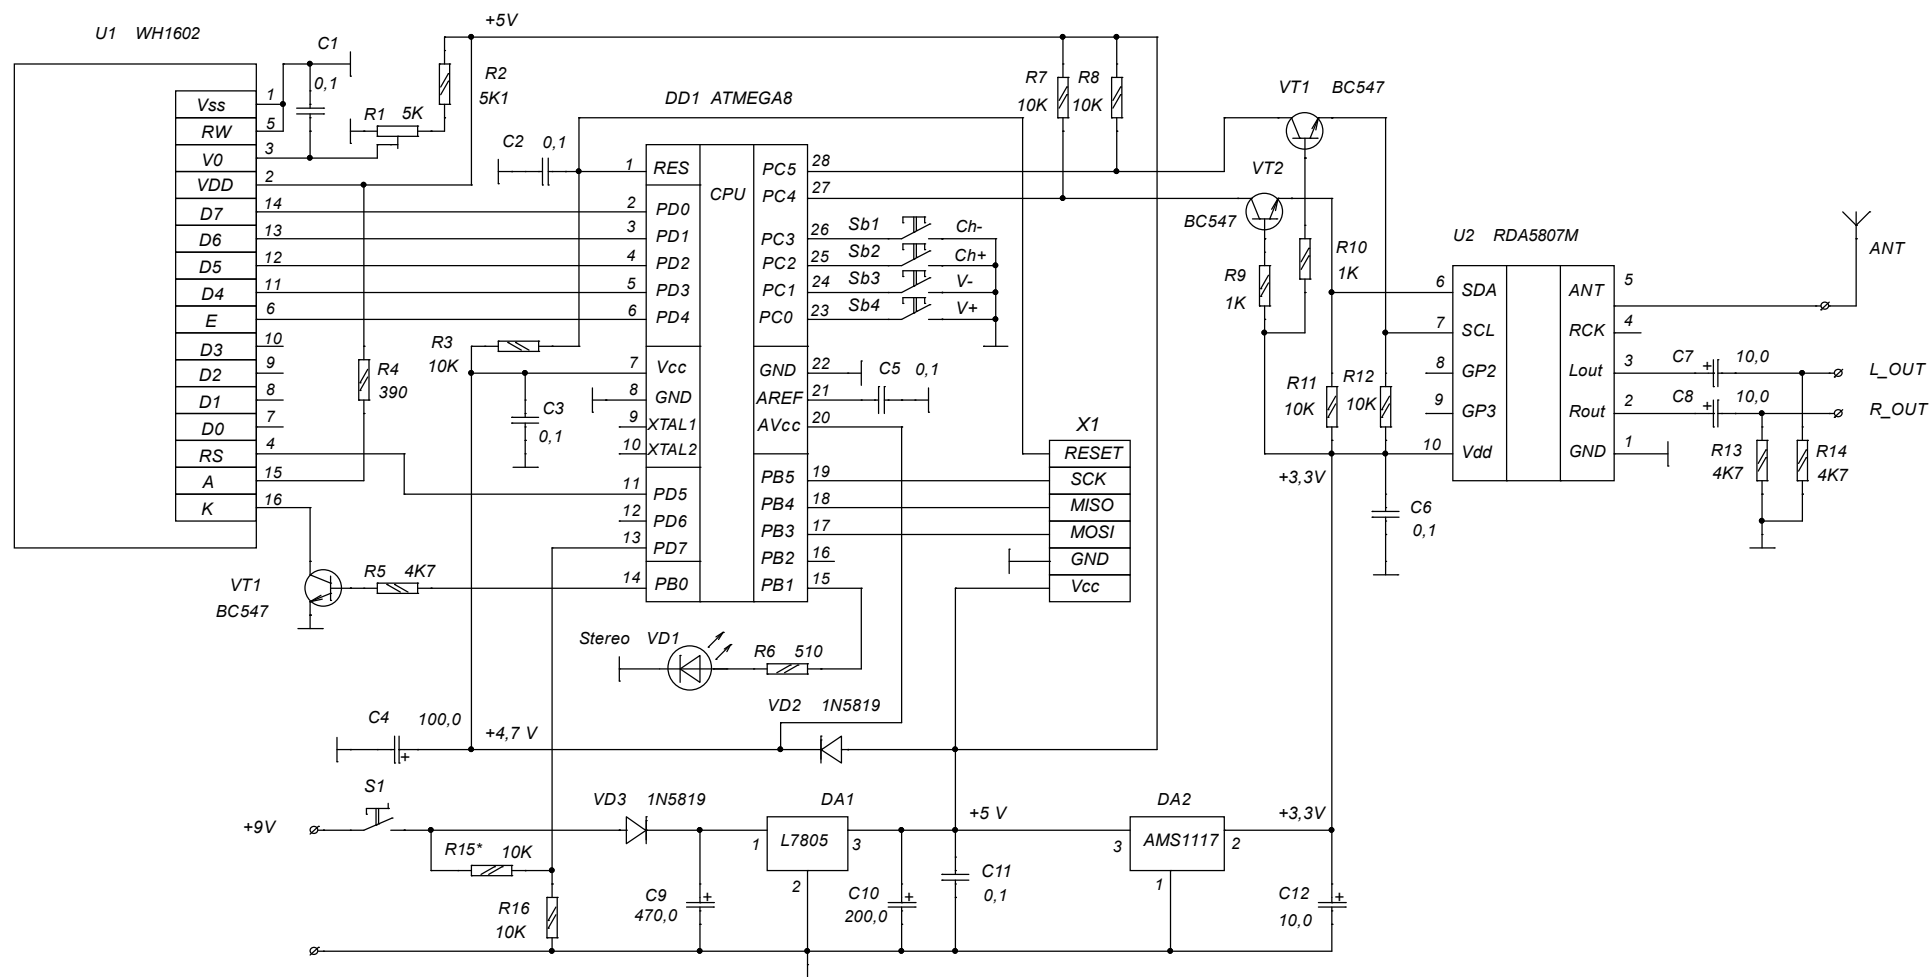 U1 WH1602
C1
0,1
+5V
R2
5K1
R1 5K
Vss 1
RW 5
V0 3
VDD 2
D7 14
D6 13
D5 12
D4 11
E 6
D3 10
D2 9
D1 8
D0 7
RS 4
A 15
K 16
R4
390
VT1
BC547
R5 4K7
C2 0,1
R3
10K
C3
0,1
DD1 ATMEGA8
CPU
1 RES
2 PD0
3 PD1
4 PD2
5 PD3
6 PD4
7 Vcc
8 GND
9 XTAL1
10 XTAL2
11 PD5
12 PD6
13 PD7
14 PB0
PC5 28
PC4 27
PC3 26
PC2 25
PC1 24
PC0 23
GND 22
AREF 21
AVcc 20
PB5 19
PB4 18
PB3 17
PB2 16
PB1 15
Sb1 Ch-
Sb2 Ch+
Sb3 V-
Sb4 V+
C5 0,1
X1
RESET
SCK
MISO
MOSI
GND
Vcc
R7
10K
R8
10K
VT1 BC547
VT2
BC547
R9
1K
R10
1K
R11
10K
R12
10K
+3,3V
C6
0,1
U2 RDA5807M
6 SDA
7 SCL
8 GP2
9 GP3
10 Vdd
ANT 5
RCK 4
Lout 3
Rout 2
GND 1
ANT
C7 10,0
L_OUT
C8 10,0
R_OUT
R13
4K7
R14
4K7
Stereo VD1
R6 510
VD2 1N5819
C4 100,0
+4,7 V
S1
+9V
VD3 1N5819
R15* 10K
R16
10K
C9
470,0
DA1
1 L7805 3
2
C10
200,0
+5 V
C11
0,1
DA2
3 AMS1117 2
1
+3,3V
C12
10,0